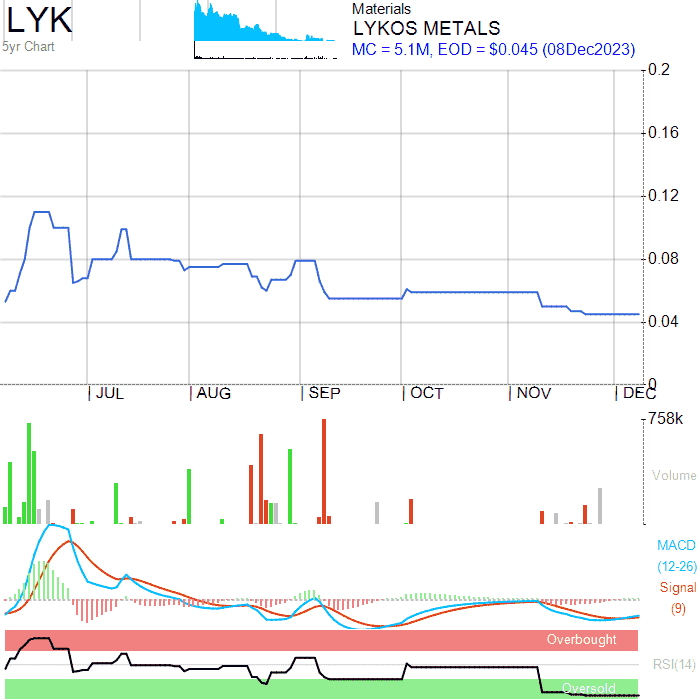 LYK
5yr Chart
Materials
LYKOS METALS
MC = 5.1M, EOD = $0.045 (08Dec2023)
0.2
0.16
0.12
0.08
0.04
0
JUL AUG SEP OCT NOV DEC
758k
Volume
MACD
(12-26)
Signal
(9)
Overbought
RSI(14)
Oversold